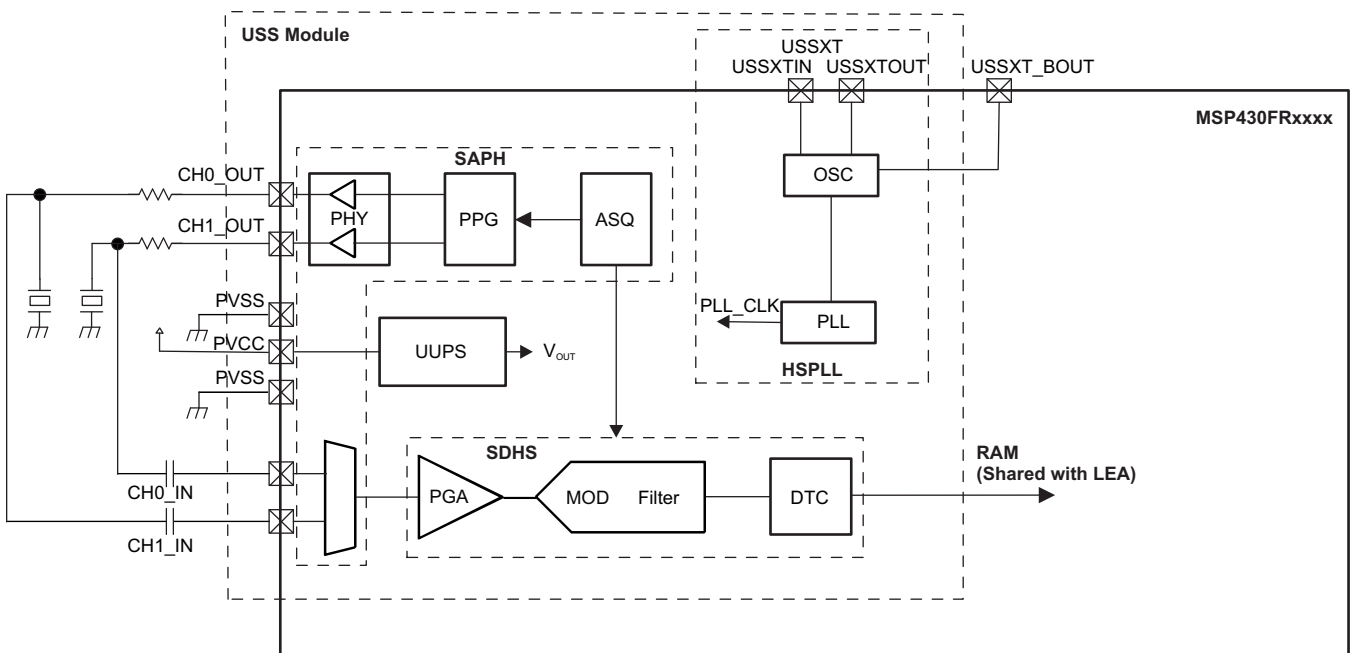 USS Module
USSXT
USSXTIN USSXTOUT USSXT_BOUT
MSP430FRxxxx
SAPH
CH0_OUT
PHY PPG ASQ
CH1_OUT
OSC
PVSS
PVCC
PVSS
UUPS
VOUT
PLL_CLK
PLL
HSPLL
SDHS
RAM
(Shared with LEA)
PGA MOD Filter DTC
CH0_IN
CH1_IN